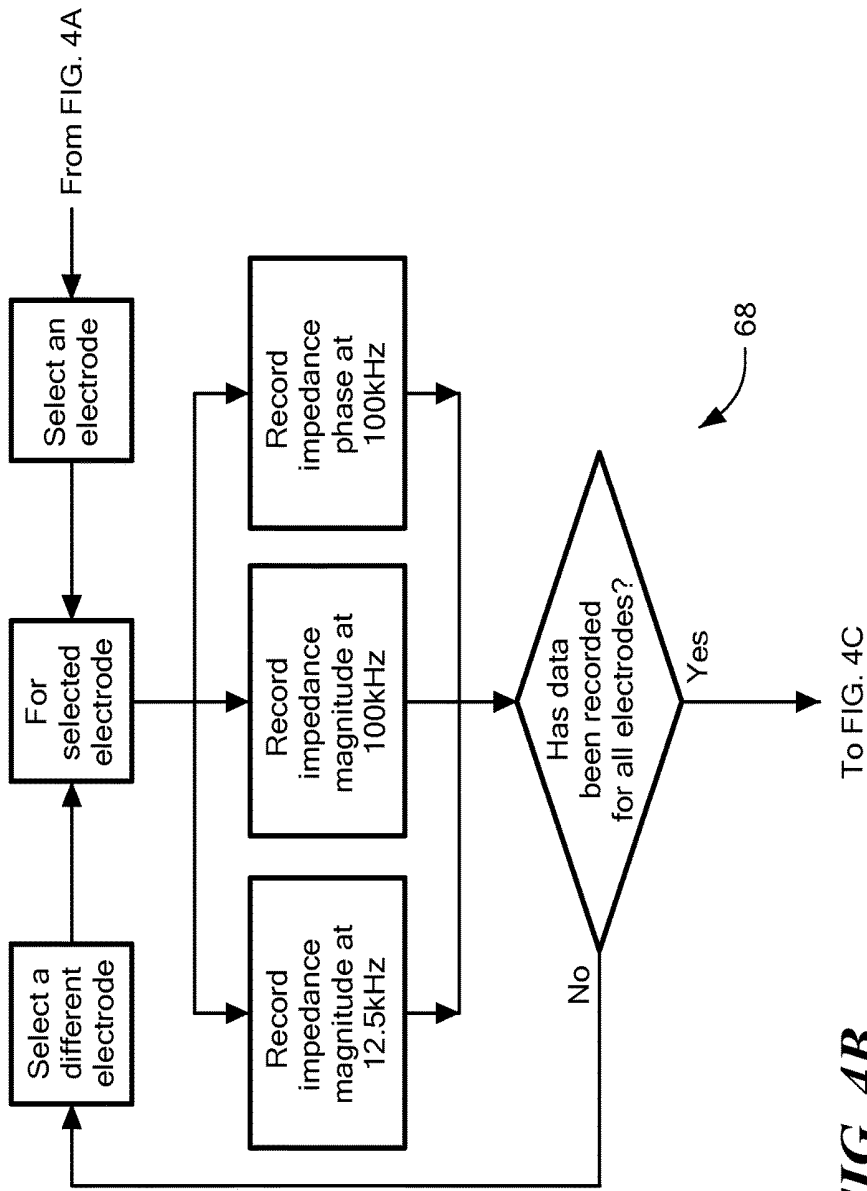 From FIG. 4A
Select an
electrode
For
selected
electrode
Select a
different
electrode
Record
impedance
magnitude at
12.5kHz
Record
impedance
magnitude at
100kHz
Record
impedance
phase at
100kHz
Has data
been recorded
for all electrodes?
No
Yes
68
To FIG. 4C
FIG. 4B